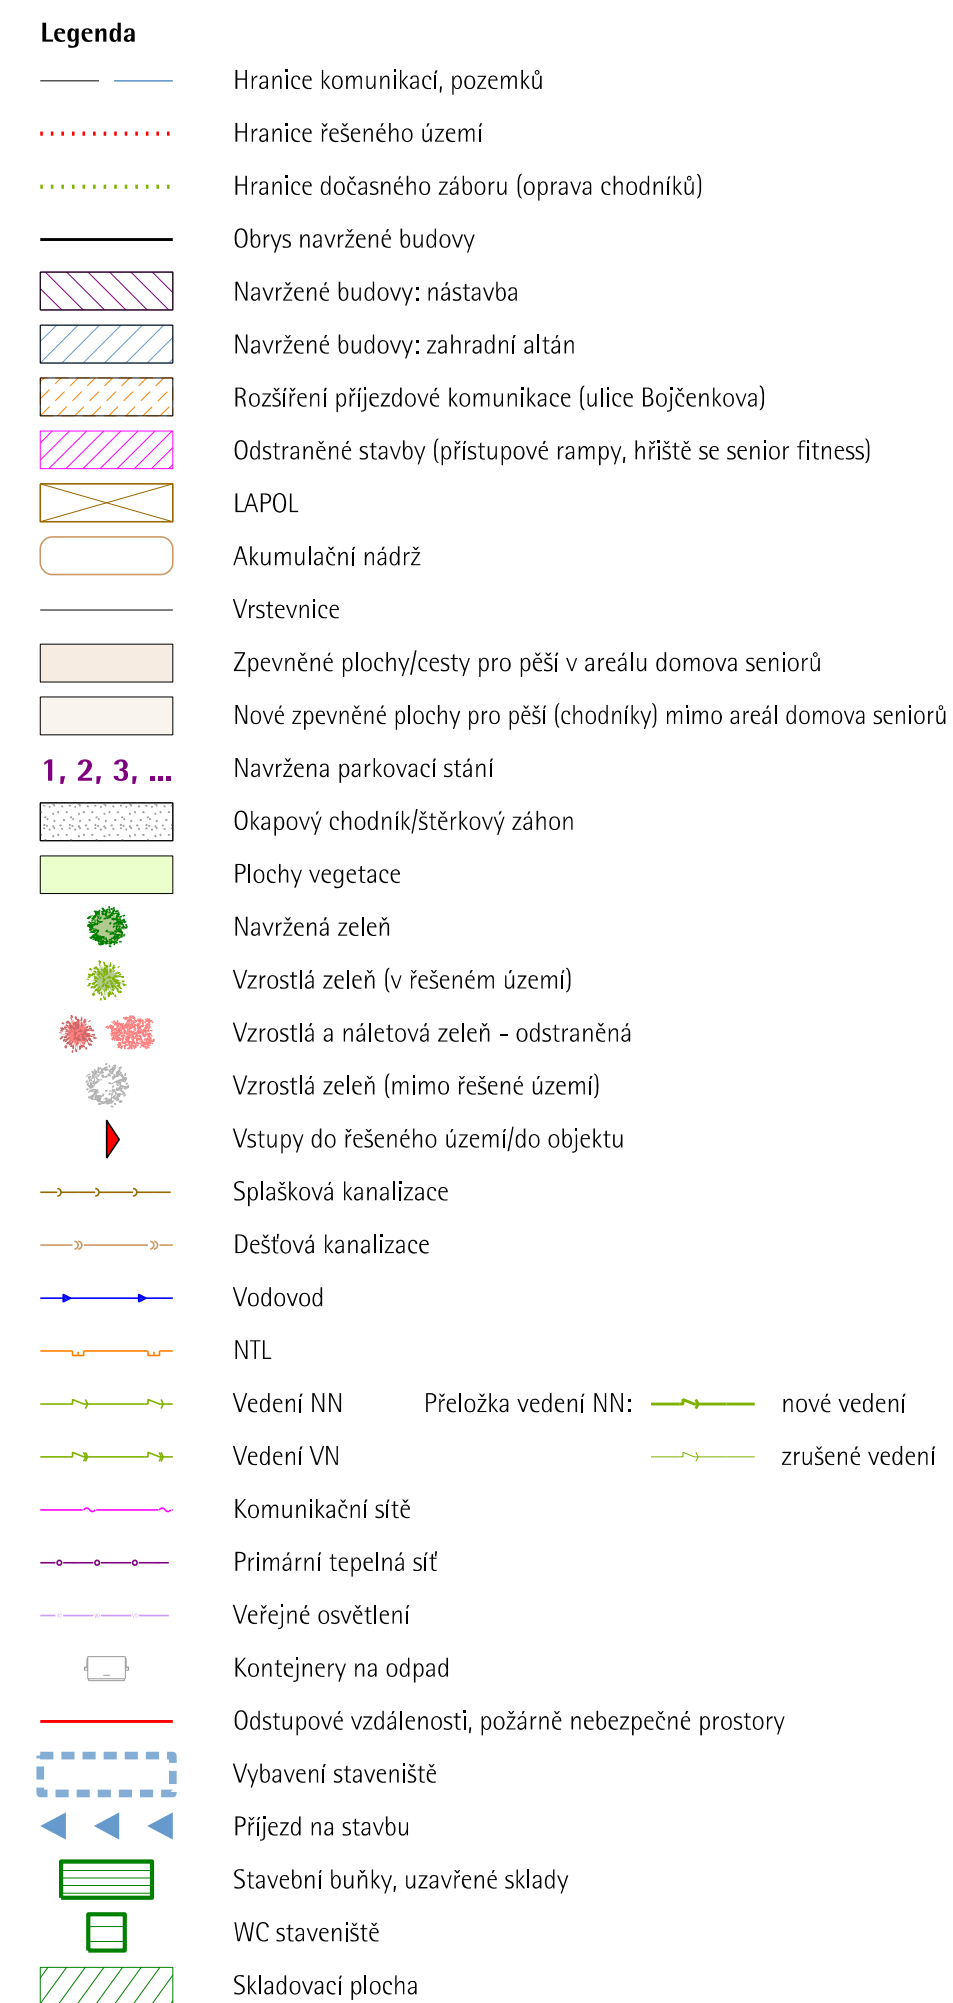 Legenda
Hranice komunikací, pozemků
Hranice řešeného území
Hranice dočasného záboru (oprava chodníků)
Obrys navržené budovy
Navržené budovy: nástavba
Navržené budovy: zahradní altán
Rozšíření příjezdové komunikace (ulice Bojčenkova)
Odstraněné stavby (přístupové rampy, hřiště se senior fitness)
LAPOL
Akumulační nádrž
Vrstevnice
Zpevněné plochy/cesty pro pěší v areálu domova seniorů
Nové zpevněné plochy pro pěší (chodníky) mimo areál domova seniorů
1, 2, 3, ... Navržena parkovací stání
Okapový chodník/štěrkový záhon
Plochy vegetace
Navržená zeleň
Vzrostlá zeleň (v řešeném území)
Vzrostlá a náletová zeleň - odstraněná
Vzrostlá zeleň (mimo řešené území)
Vstupy do řešeného území/do objektu
Splašková kanalizace
Dešťová kanalizace
Vodovod
NTL
Vedení NN Přeložka vedení NN: nové vedení
Vedení VN zrušené vedení
Komunikační sítě
Primární tepelná síť
Veřejné osvětlení
Kontejnery na odpad
Odstupové vzdálenosti, požárně nebezpečné prostory
Vybavení staveniště
Příjezd na stavbu
Stavební buňky, uzavřené sklady
WC staveniště
Skladovací plocha